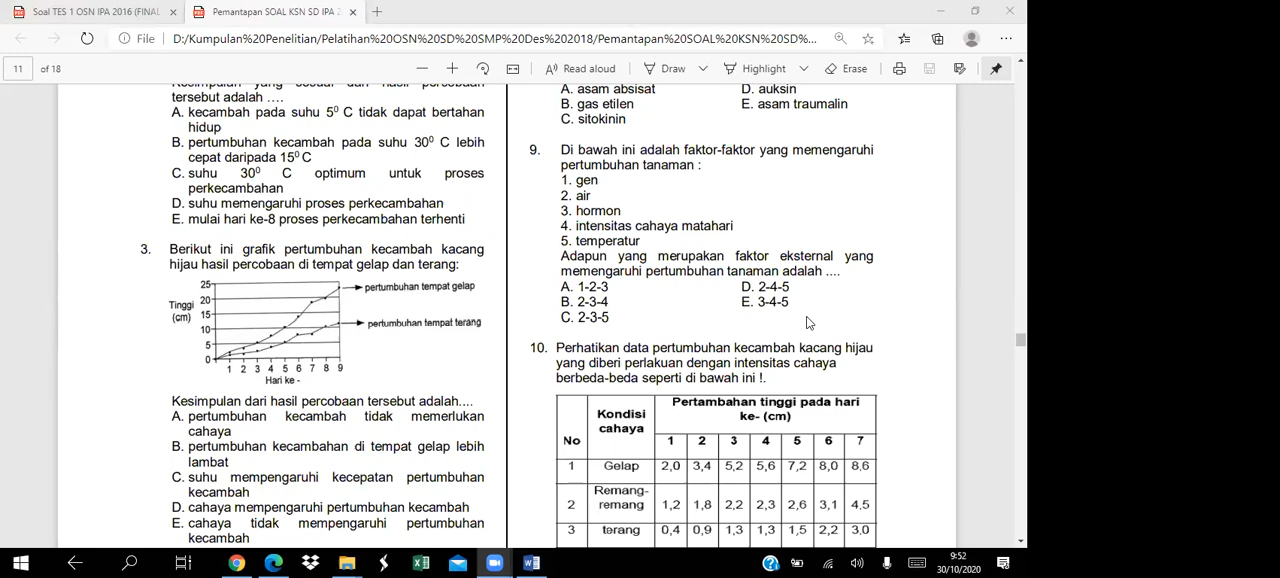 Soal TES 1 OSN IPA 2016 (FINAL
Pemantapan SOAL KSN SD IPA 2
File
D:/Kumpulan%20Penelitian/Pelatihan%20OSN%20SD%20SMP%20Des%202018/Pemantapan%20SOAL%20KSN%20SD%...
11 of 18
Read aloud
Draw
Highlight
Erase
tersebut adalah ....
A. kecambah pada suhu 5⁰ C tidak dapat bertahan
hidup
B. pertumbuhan kecambah pada suhu 30⁰ C lebih
cepat daripada 15⁰ C
C. suhu 30⁰ C optimum untuk proses
perkecambahan
D. suhu memengaruhi proses perkecambahan
E. mulai hari ke-8 proses perkecambahan terhenti
3. Berikut ini grafik pertumbuhan kecambah kacang
hijau hasil percobaan di tempat gelap dan terang:
Tinggi
(cm)
25
20
15
10
5
0
pertumbuhan tempat gelap
pertumbuhan tempat terang
1 2 3 4 5 6 7 8 9
Hari ke -
Kesimpulan dari hasil percobaan tersebut adalah....
A. pertumbuhan kecambah tidak memerlukan
cahaya
B. pertumbuhan kecambahan di tempat gelap lebih
lambat
C. suhu mempengaruhi kecepatan pertumbuhan
kecambah
D. cahaya mempengaruhi pertumbuhan kecambah
E. cahaya tidak mempengaruhi pertumbuhan
kecambah
A. asam absisat D. auksin
B. gas etilen E. asam traumalin
C. sitokinin
9. Di bawah ini adalah faktor-faktor yang memengaruhi
pertumbuhan tanaman :
1. gen
2. air
3. hormon
4. intensitas cahaya matahari
5. temperatur
Adapun yang merupakan faktor eksternal yang
memengaruhi pertumbuhan tanaman adalah ....
A. 1-2-3 D. 2-4-5
B. 2-3-4 E. 3-4-5
C. 2-3-5
10. Perhatikan data pertumbuhan kecambah kacang hijau
yang diberi perlakuan dengan intensitas cahaya
berbeda-beda seperti di bawah ini !.
No Kondisi cahaya Pertambahan tinggi pada hari ke- (cm)
1 2 3 4 5 6 7
1 Gelap 2,0 3,4 5,2 5,6 7,2 8,0 8,6
2 Remang-remang 1,2 1,8 2,2 2,3 2,6 3,1 4,5
3 terang 0,4 0,9 1,3 1,3 1,5 2,2 3,0
9:52
30/10/2020